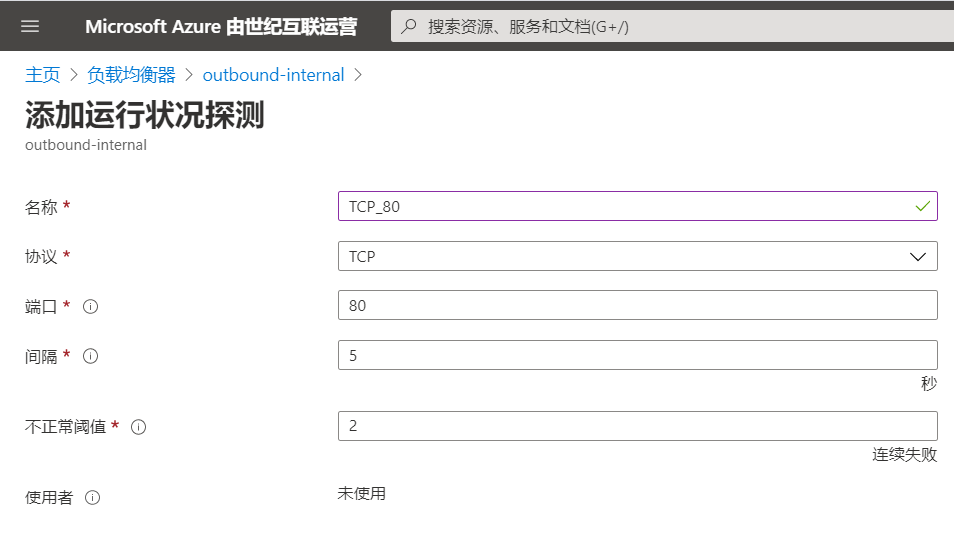 Microsoft Azure 由世纪互联运营 搜索资源、服务和文档(G+/)
主页 > 负载均衡器 > outbound-internal >
添加运行状况探测
outbound-internal
名称 * TCP_80
协议 * TCP
端口 * 80
间隔 * 5
秒
不正常阈值 * 2
连续失败
使用者 未使用